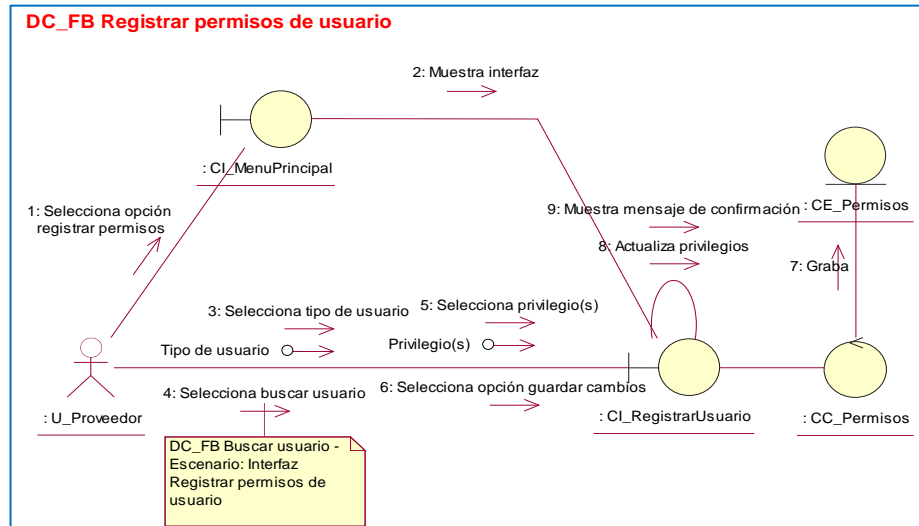 DC_FB Registrar permisos de usuario
2: Muestra interfaz
: CI_MenuPrincipal
1: Selecciona opción
registrar permisos
9: Muestra mensaje de confirmación
: CE_Permisos
8: Actualiza privilegios
7: Graba
3: Selecciona tipo de usuario
5: Selecciona privilegio(s)
Tipo de usuario
Privilegio(s)
4: Selecciona buscar usuario
6: Selecciona opción guardar cambios
: U_Proveedor
: CI_RegistrarUsuario
: CC_Permisos
DC_FB Buscar usuario -
Escenario: Interfaz
Registrar permisos de
usuario